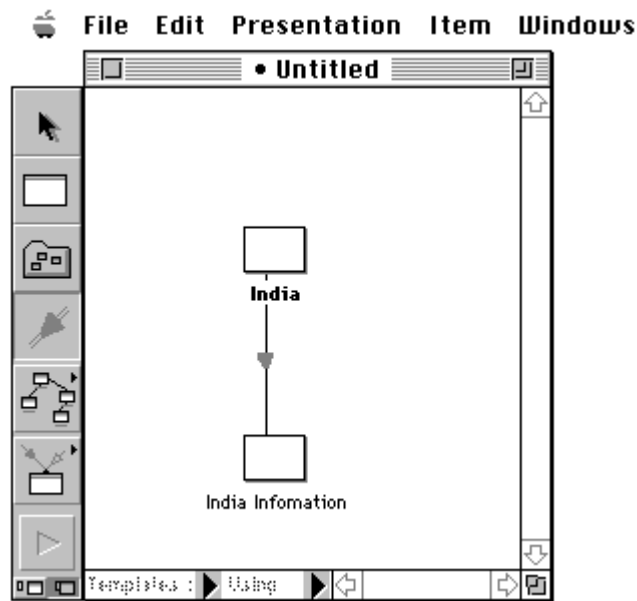 File Edit Presentation Item Windows
• Untitled
India
India Infomation
Templates : Using